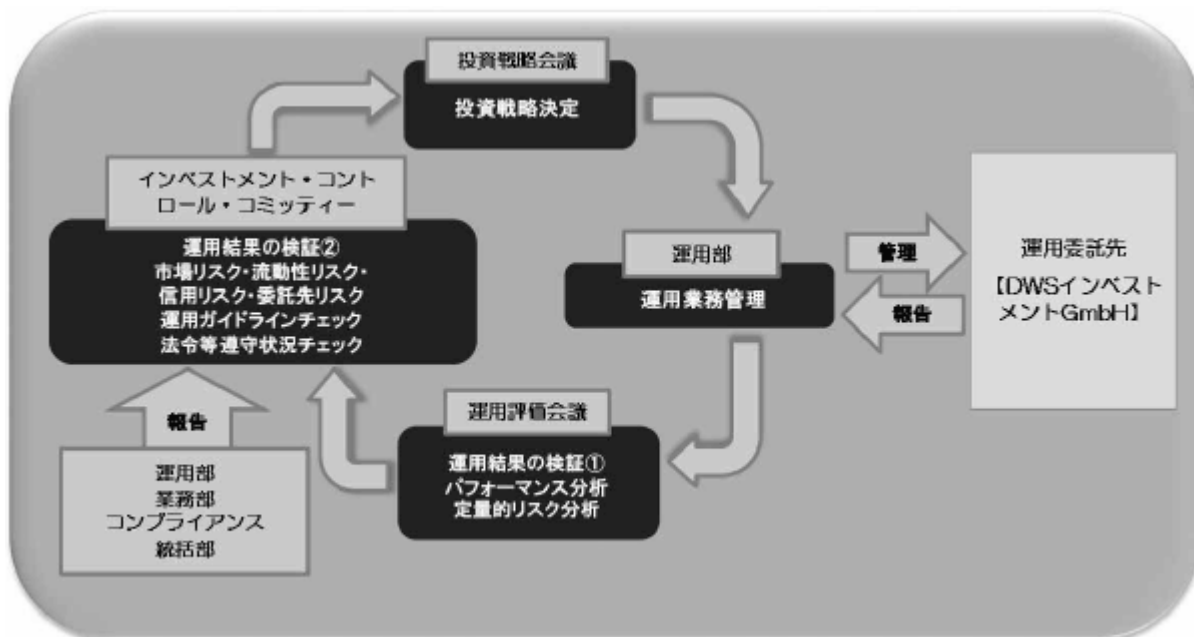 投資戦略会議
投資戦略決定
インベストメント・コント
ロール・コミッティー
運用結果の検証②
市場リスク・流動性リスク・
信用リスク・委託先リスク
運用ガイドラインチェック
法令等遵守状況チェック
運用部
運用業務管理
管理
報告
運用委託先
【DWSインベスト
メントGmbH】
運用評価会議
運用結果の検証①
パフォーマンス分析
定量的リスク分析
報告
運用部
業務部
コンプライアンス
統括部